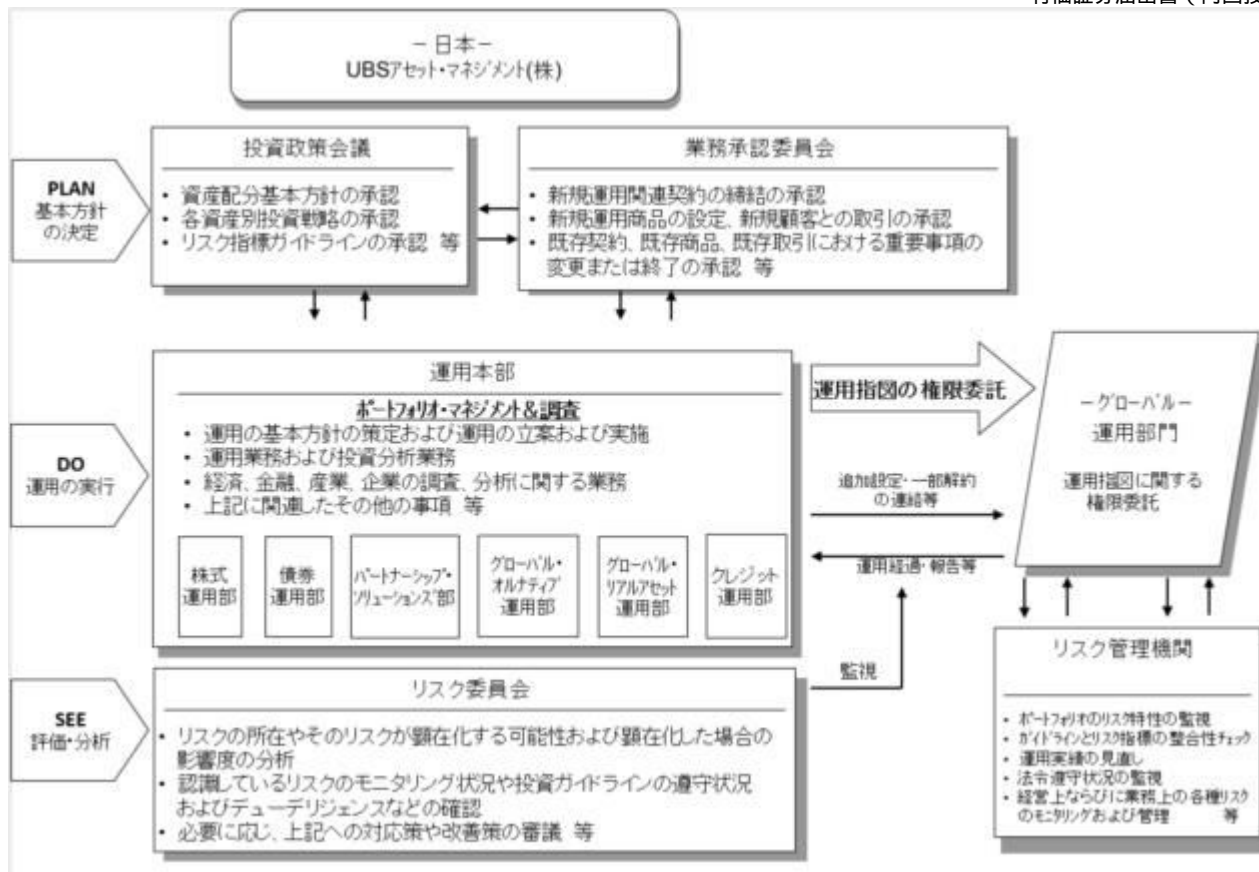 －日本－
UBSアセット・マネジメント(株)
投資政策会議
・ 資産配分基本方針の承認
・ 各資産別投資戦略の承認
・ リスク指標ガイドラインの承認 等
業務承認委員会
・ 新規運用関連契約の締結の承認
・ 新規運用商品の設定、新規顧客との取引の承認
・ 既存契約、既存商品、既存取引における重要事項の
変更または終了の承認 等
PLAN
基本方針
の決定
運用本部
ポートフォリオ・マネジメント&調査
・ 運用の基本方針の策定および運用の立案および実施
・ 運用業務および投資分析業務
・ 経済、金融、産業、企業の調査、分析に関する業務
・ 上記に関連したその他の事項 等
DO
運用の実行
株式
運用部
債券
運用部
パートナーシップ・
ソリューションズ部
グローバル・
オルナティブ
運用部
グローバル・
リアルアセット
運用部
クレジット
運用部
運用指図の権限委託
追加設定・一部解約
の連絡等
運用経過・報告等
－グローバル－
運用部門
運用指図に関する
権限委託
監視
リスク委員会
・ リスクの所在やそのリスクが顕在化する可能性および顕在化した場合の
影響度の分析
・ 認識しているリスクのモニタリング状況や投資ガイドラインの遵守状況
およびデューデリジェンスなどの確認
・ 必要に応じ、上記への対応策や改善策の審議 等
SEE
評価・分析
リスク管理機関
・ ポートフォリオのリスク特性の監視
・ ガイドラインとリスク指標の整合性チェック
・ 運用実績の見直し
・ 法令遵守状況の監視
・ 経営上ならびに業務上の各種リスク
のモニタリングおよび管理 等